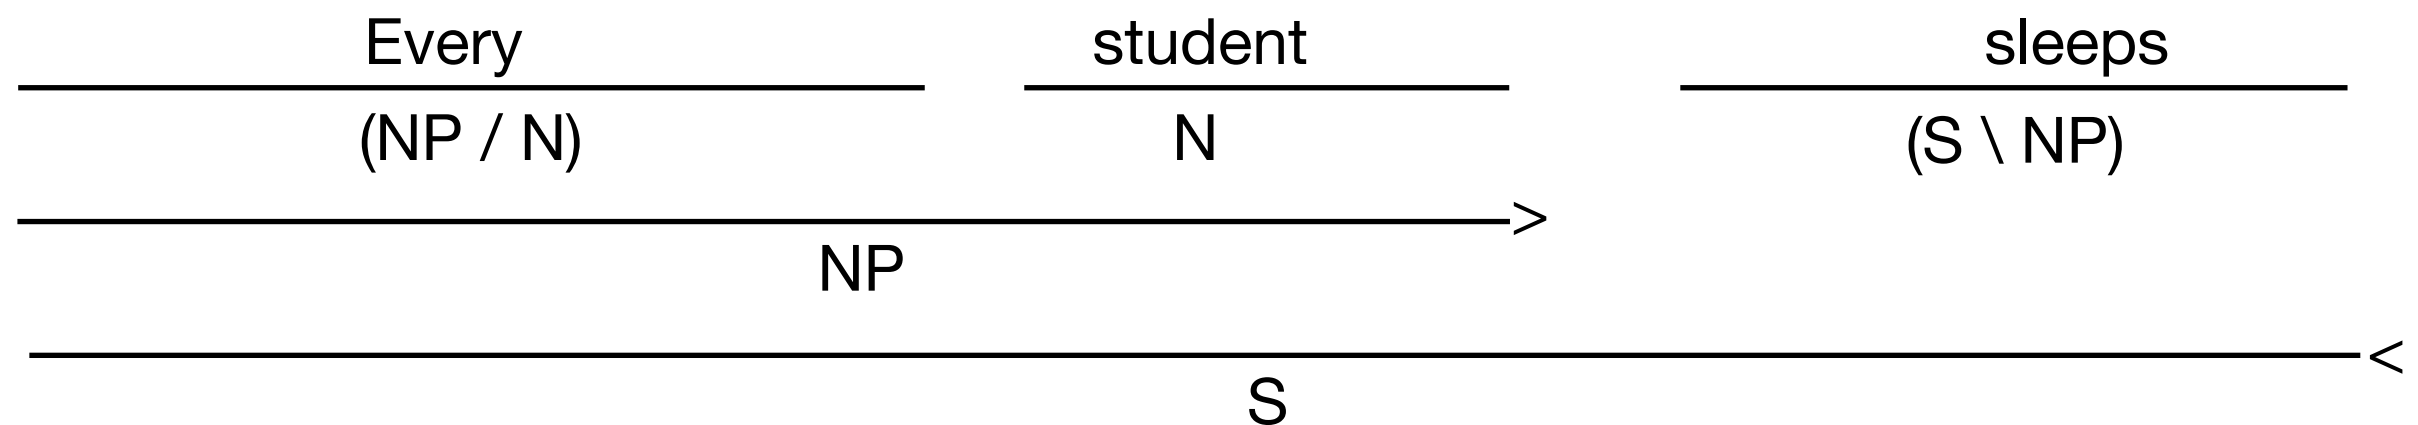 Every student sleeps
(NP / N) N (S \ NP)
>
NP
<
S